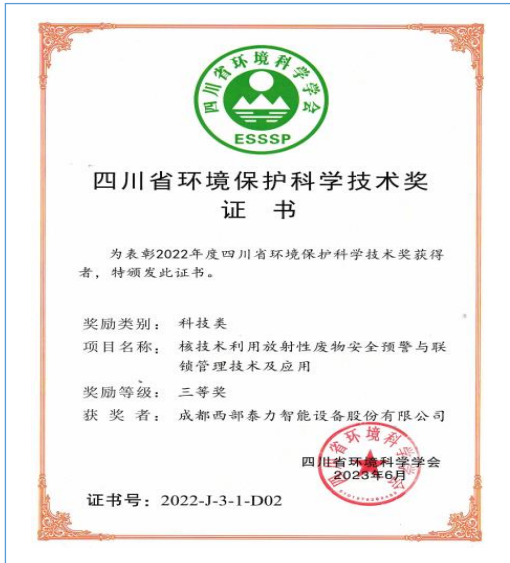 四川省环境科学学会
ESSSP
四川省环境保护科学技术奖
证 书
为表彰2022年度四川省环境保护科学技术奖获得
者，特颁发此证书。
奖励类别： 科技类
项目名称： 核技术利用放射性废物安全预警与联
锁管理技术及应用
奖励等级： 三等奖
获 奖 者： 成都西部泰力智能设备股份有限公司
四川省环境科学学会
四川省环境科学学会
2023年6月
证书号：2022-J-3-1-D02